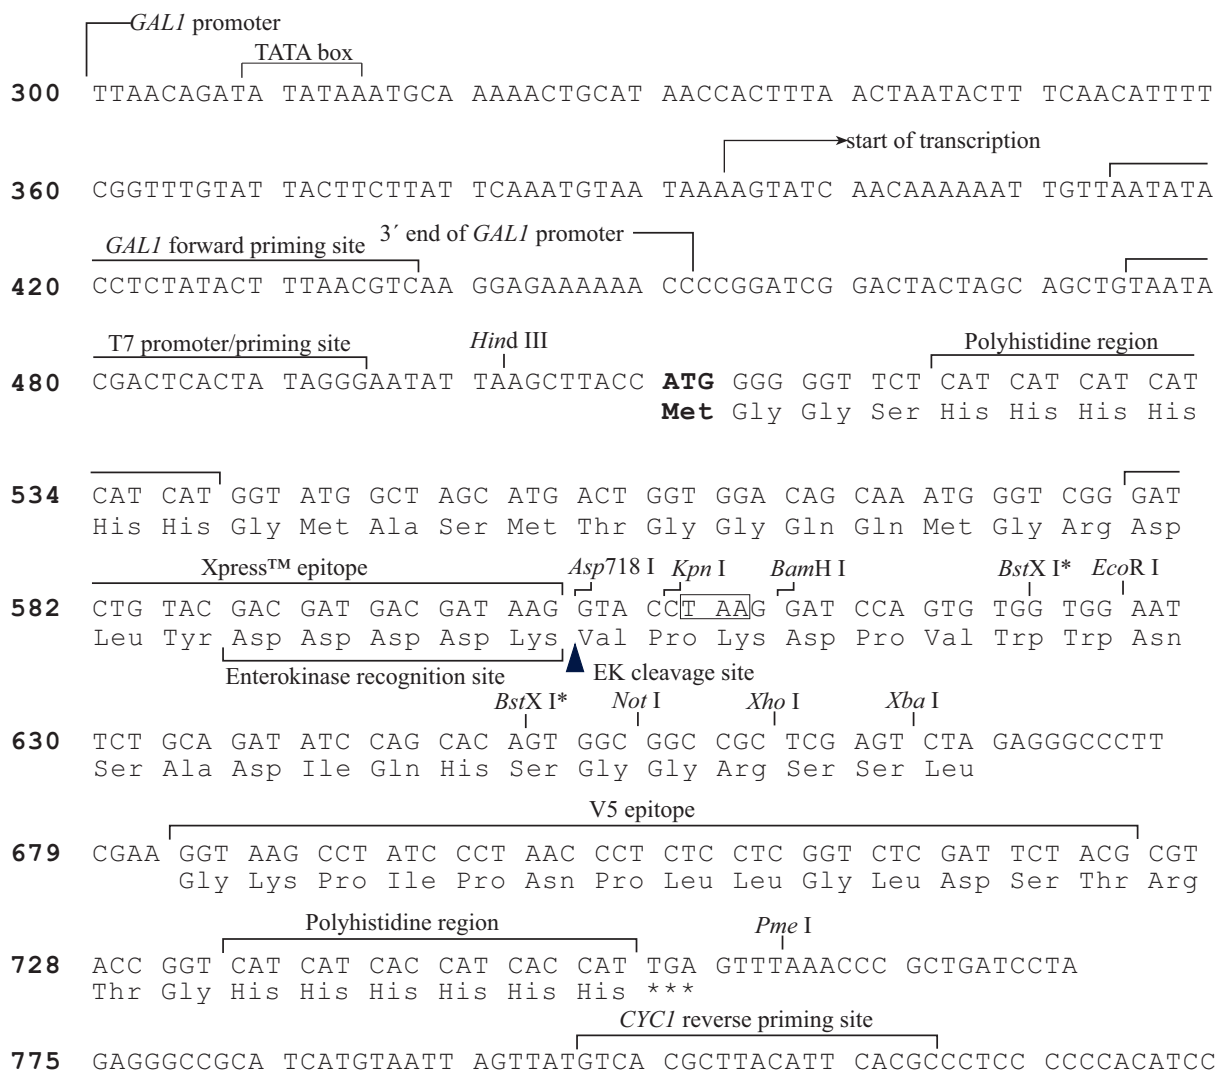 GAL1 promoter
TATA box
300 TTAACAGATA TATAAATGCA AAAACTGCAT AACCACTTTA ACTAATACTT TCAACATTTT
start of transcription
360 CGGTTTGTAT TACTTCTTAT TCAAATGTAA TAAAAGTATC AACAAAAAAT TGTTAATATA
GAL1 forward priming site 3´ end of GAL1 promoter
420 CCTCTATACT TTAACGTCAA GGAGAAAAAA CCCCGGATCG GACTACTAGC AGCTGTAATA
T7 promoter/priming site Hind III Polyhistidine region
480 CGACTCACTA TAGGGAATAT TAAGCTTACC ATG GGG GGT TCT CAT CAT CAT CAT
Met Gly Gly Ser His His His His
534 CAT CAT GGT ATG GCT AGC ATG ACT GGT GGA CAG CAA ATG GGT CGG GAT
His His Gly Met Ala Ser Met Thr Gly Gly Gln Gln Met Gly Arg Asp
Xpress™ epitope Asp718 I Kpn I BamH I BstX I* EcoR I
582 CTG TAC GAC GAT GAC GAT AAG GTA CCT AAG GAT CCA GTG TGG TGG AAT
Leu Tyr Asp Asp Asp Asp Lys Val Pro Lys Asp Pro Val Trp Trp Asn
Enterokinase recognition site EK cleavage site
BstX I* Not I Xho I Xba I
630 TCT GCA GAT ATC CAG CAC AGT GGC GGC CGC TCG AGT CTA GAGGGCCCTT
Ser Ala Asp Ile Gln His Ser Gly Gly Arg Ser Ser Leu
V5 epitope
679 CGAA GGT AAG CCT ATC CCT AAC CCT CTC CTC GGT CTC GAT TCT ACG CGT
Gly Lys Pro Ile Pro Asn Pro Leu Leu Gly Leu Asp Ser Thr Arg
Polyhistidine region Pme I
728 ACC GGT CAT CAT CAC CAT CAC CAT TGA GTTTAAACCC GCTGATCCTA
Thr Gly His His His His His His ***
CYC1 reverse priming site
775 GAGGGCCGCA TCATGTAATT AGTTATGTCA CGCTTACATT CACGCCCTCC CCCCACATCC